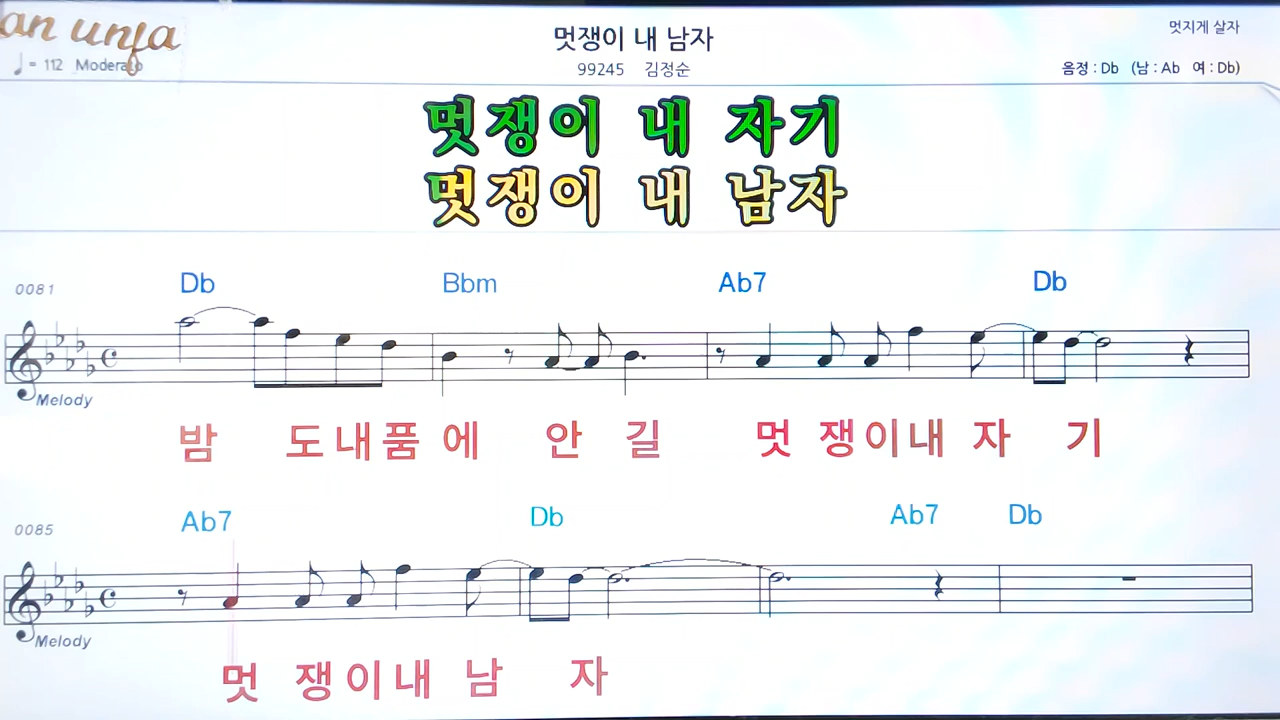 an unfa
멋쟁이 내 남자
멋지게 살자
♩= 112 Moderato
99245 김정순
음정 : Db (남 : Ab 여 : Db)
멋쟁이 내 자기
멋쟁이 내 남자
0081 Db Bbm Ab7 Db
Melody
밤 도내품 에 안 길 멋 쟁이내 자 기
0085 Ab7 Db Ab7 Db
Melody
멋 쟁이내 남 자